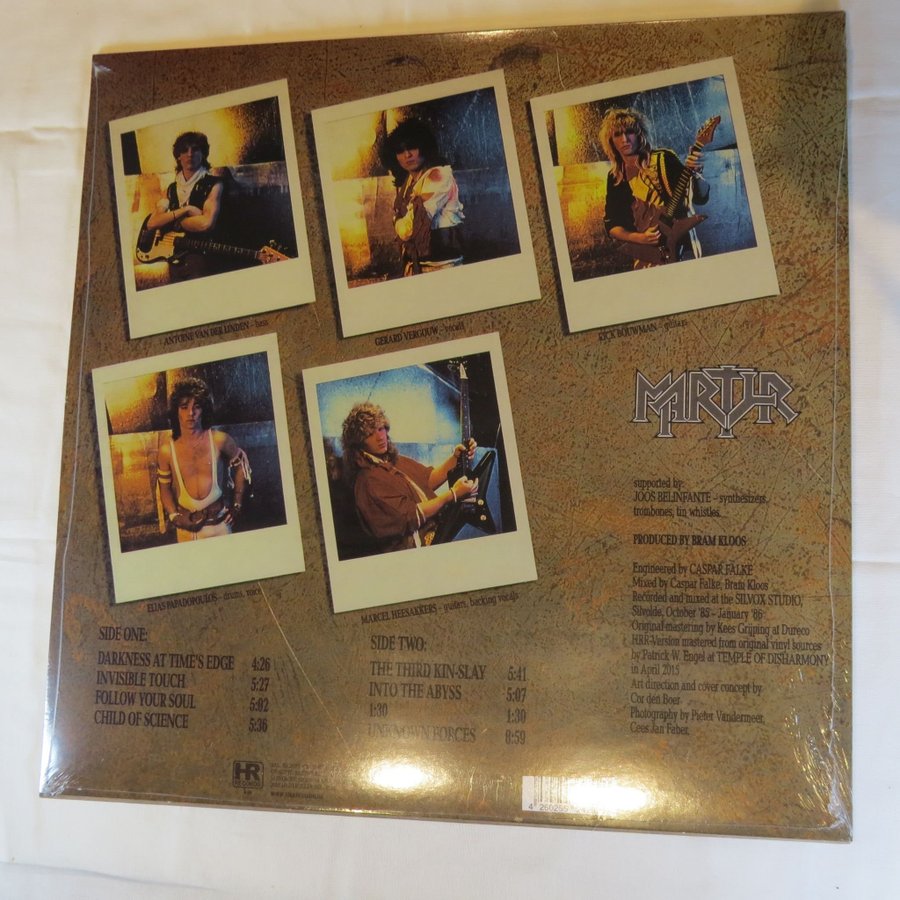 ANTOINE VAN DER LINDEN - bass
GERARD VERGOUW - vocals
RICK BOUWMAN - guitars
ELIAS PAPADOPOULOS - drums, voice
MARCEL HEESAKKERS - guitars, backing vocals
MARTYR
supported by:
JOOS BELINFANTE - synthesizers,
trombones, tin whistles.
PRODUCED BY BRAM KLOOS
Engineered by CASPAR FALKE
Mixed by Caspar Falke, Bram Kloos
Recorded and mixed at the SILVOX STUDIO,
Silvolde, October '85 - January '86
Original mastering by Kees Grijping at Dureco
HRR-Version mastered from original vinyl sources
by Patrick W. Engel at TEMPLE OF DISHARMONY
in April 2015
Art direction and cover concept by
Cor den Boer
Photography by Pieter Vandermeer,
Cees Jan Faber.
SIDE ONE:
DARKNESS AT TIME'S EDGE 4:26
INVISIBLE TOUCH 5:27
FOLLOW YOUR SOUL 5:02
CHILD OF SCIENCE 5:36
SIDE TWO:
THE THIRD KIN-SLAY 5:41
INTO THE ABYSS 5:07
1:30 1:30
UNKNOWN FORCES 6:59
HR
RECORDS